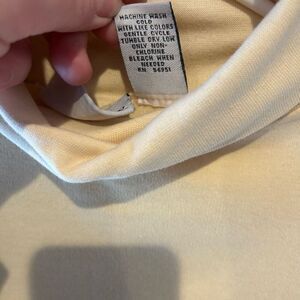 MACHINE WASH
COLD
WITH LIKE COLORS
GENTLE CYCLE
TUMBLE DRY LOW
ONLY NON-
CHLORINE
BLEACH WHEN
NEEDED
RN 54951